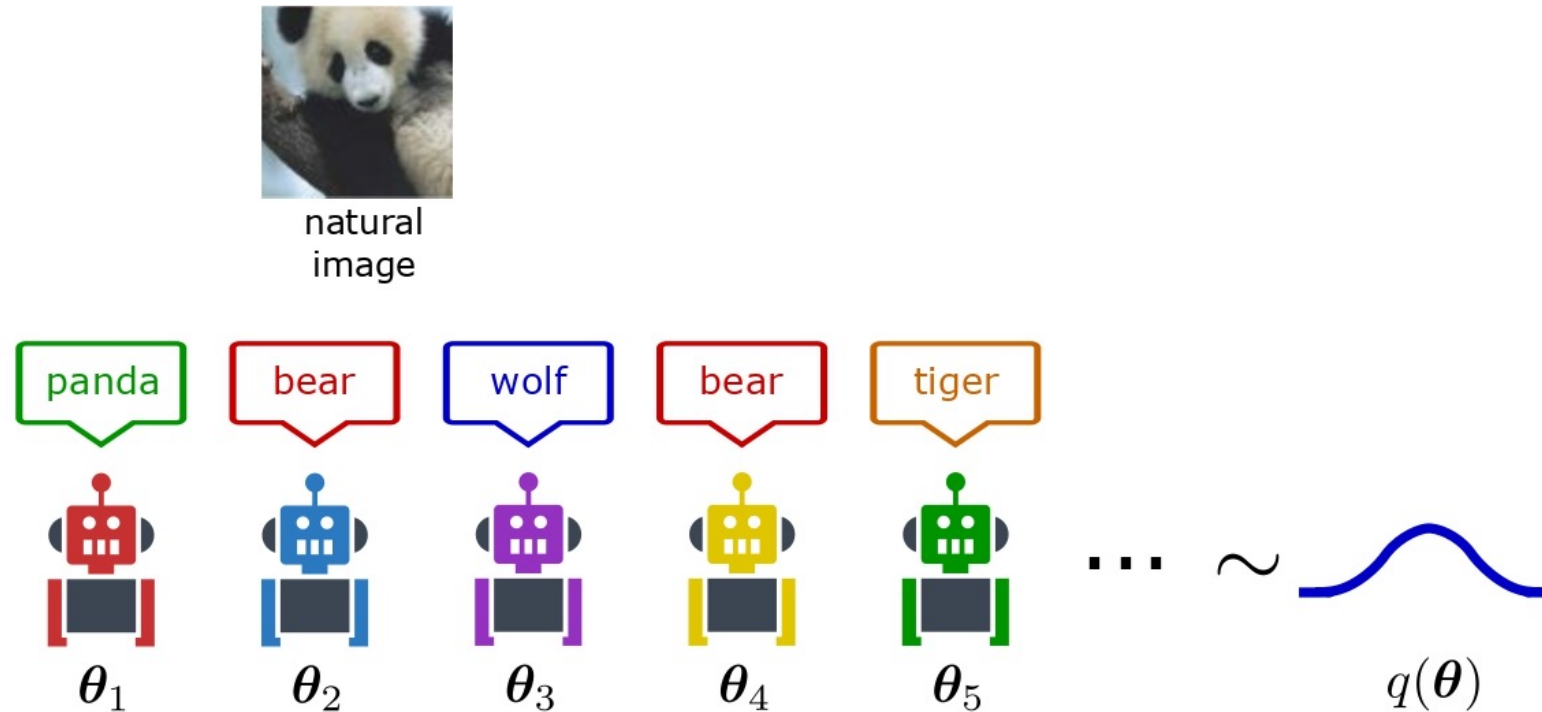 natural
image
panda bear wolf bear tiger
... ~
θ₁ θ₂ θ₃ θ₄ θ₅ q(θ)